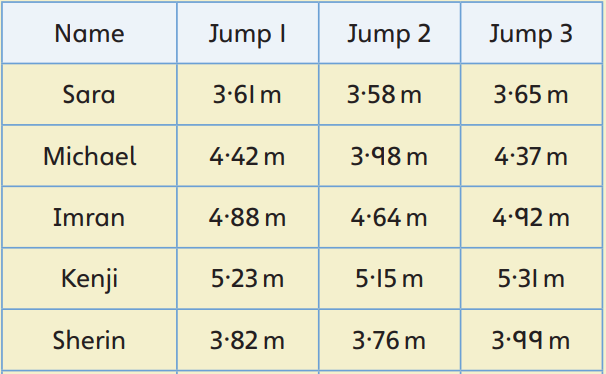 Name Jump 1 Jump 2 Jump 3
Sara 3·61 m 3·58 m 3·65 m
Michael 4·42 m 3·98 m 4·37 m
Imran 4·88 m 4·64 m 4·92 m
Kenji 5·23 m 5·15 m 5·31 m
Sherin 3·82 m 3·76 m 3·99 m